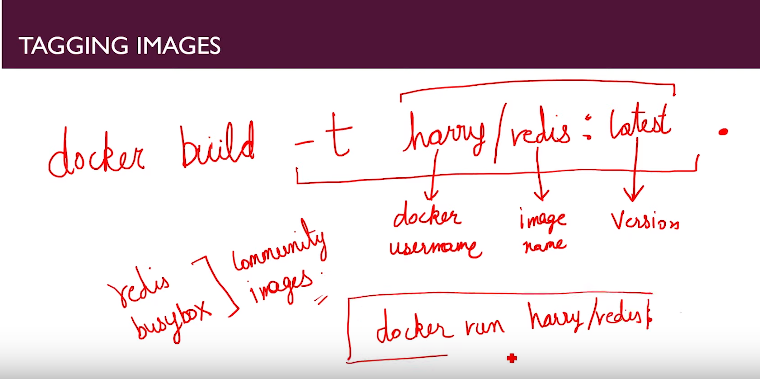 TAGGING IMAGES
docker build -t harry/redis : latest .
docker
username
image
name
Version
redis
busybox
community
images
docker run harry/redis: